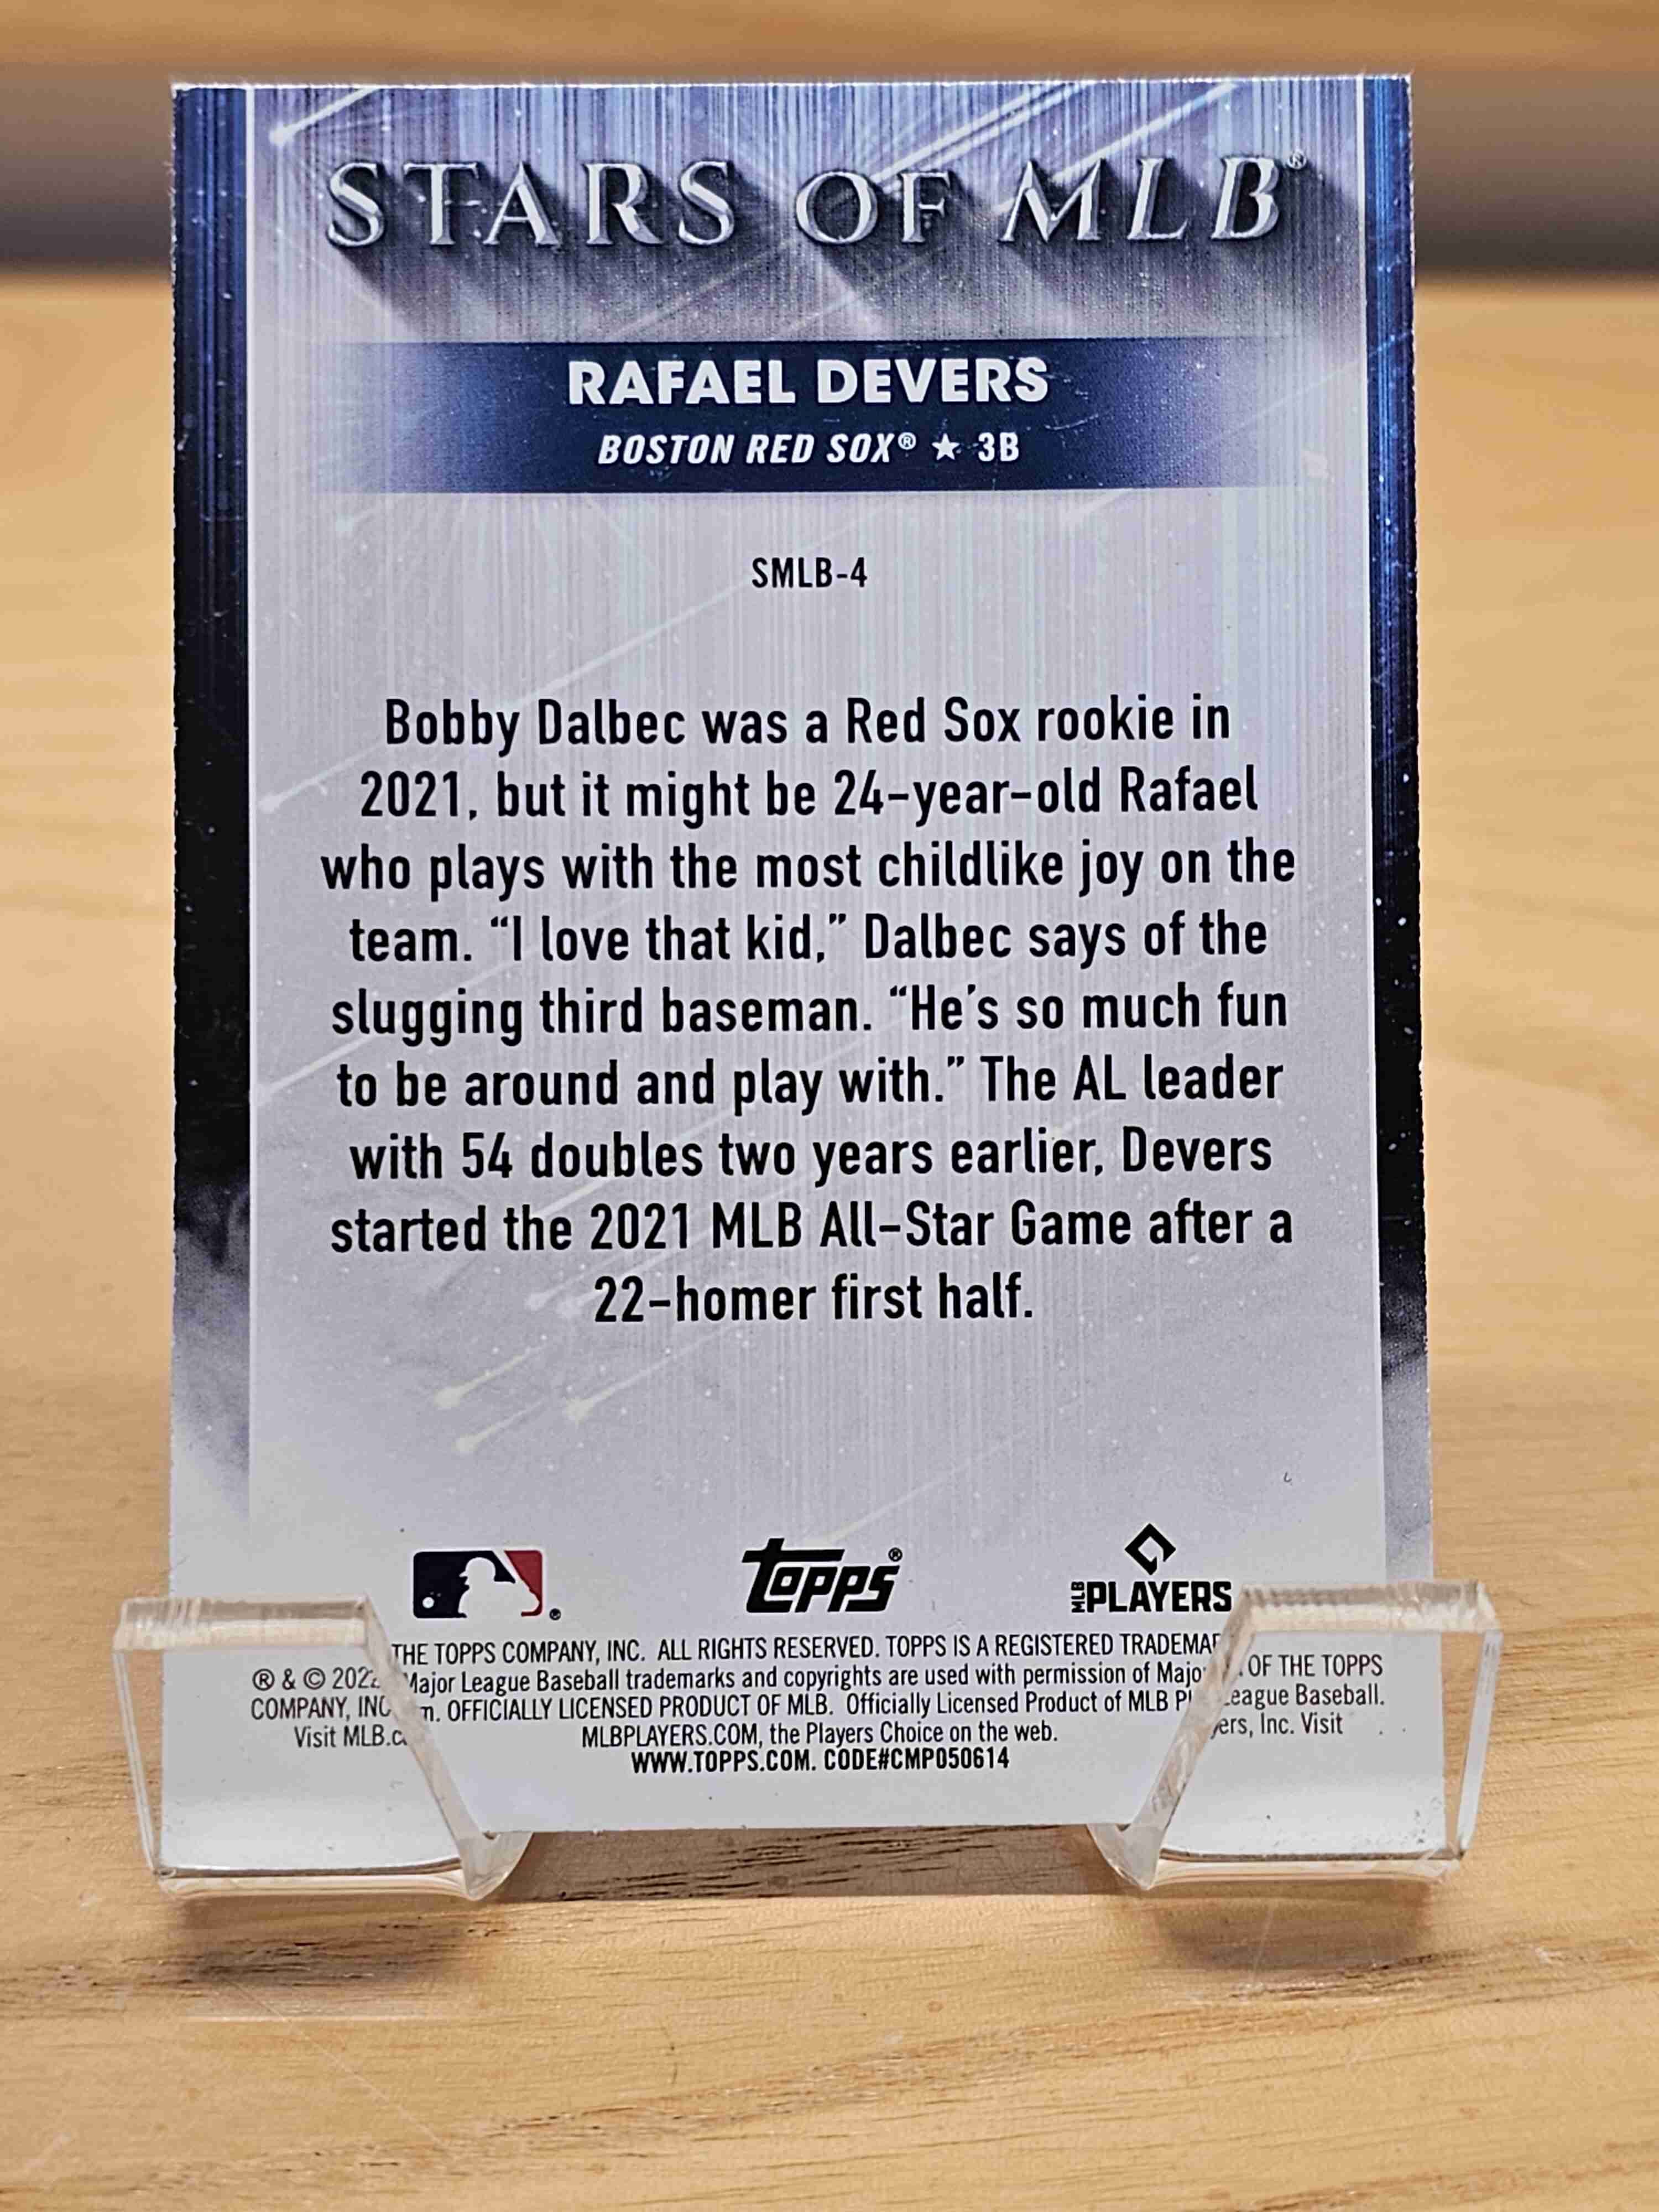 STARS OF MLB®
RAFAEL DEVERS
BOSTON RED SOX® ★ 3B
SMLB-4
Bobby Dalbec was a Red Sox rookie in
2021, but it might be 24-year-old Rafael
who plays with the most childlike joy on the
team. “I love that kid,” Dalbec says of the
slugging third baseman. “He’s so much fun
to be around and play with.” The AL leader
with 54 doubles two years earlier, Devers
started the 2021 MLB All-Star Game after a
22-homer first half.
topps®
MLB PLAYERS
® & © 2022 THE TOPPS COMPANY, INC. ALL RIGHTS RESERVED. TOPPS IS A REGISTERED OF THE TOPPS
COMPANY, Major League Baseball trademarks and copyrights are used with permission of League Baseball.
Visit OFFICIALLY LICENSED PRODUCT OF MLB. Officially Licensed Product of MLB Inc. Visit
MLBPLAYERS.COM, the Players Choice on the web.
WWW.TOPPS.COM. CODE#CMP050614